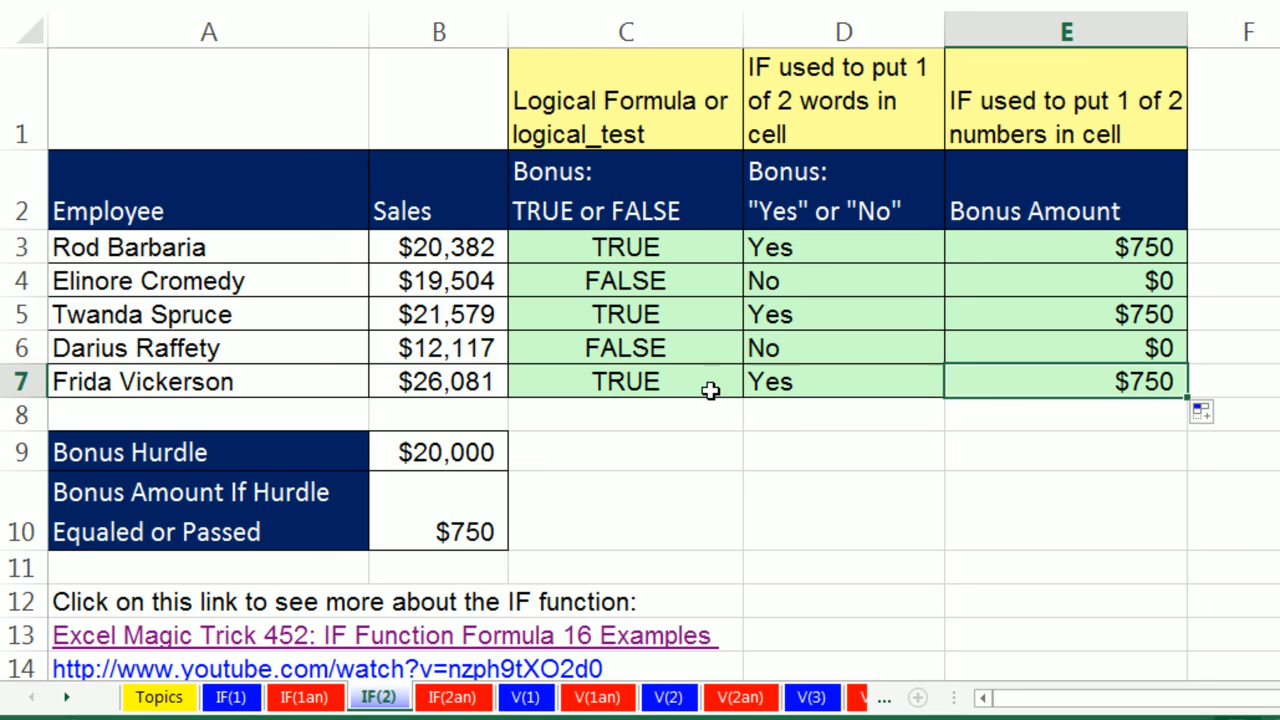 A B C D E F
1 Logical Formula or logical_test IF used to put 1 of 2 words in cell IF used to put 1 of 2 numbers in cell
2 Employee Sales Bonus: TRUE or FALSE Bonus: "Yes" or "No" Bonus Amount
3 Rod Barbaria $20,382 TRUE Yes $750
4 Elinore Cromedy $19,504 FALSE No $0
5 Twanda Spruce $21,579 TRUE Yes $750
6 Darius Raffety $12,117 FALSE No $0
7 Frida Vickerson $26,081 TRUE Yes $750
8
9 Bonus Hurdle $20,000
Bonus Amount If Hurdle
10 Equaled or Passed $750
11
12 Click on this link to see more about the IF function:
13 Excel Magic Trick 452: IF Function Formula 16 Examples
14 http://www.youtube.com/watch?v=nzph9tXO2d0
Topics IF(1) IF(1an) IF(2) IF(2an) V(1) V(1an) V(2) V(2an) V(3) ...